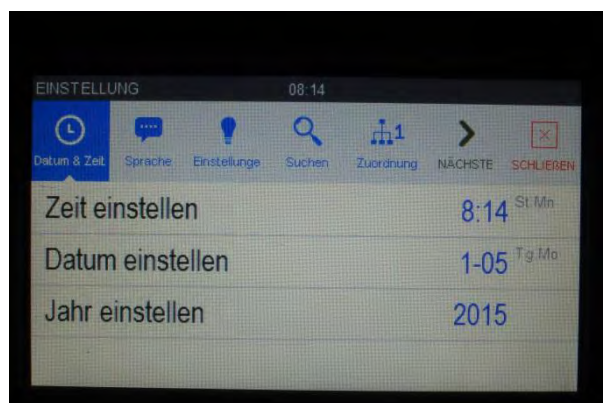 EINSTELLUNG 08:14
Datum & Zeit Sprache Einstellunge Suchen 1 Zuordnung NÄCHSTE SCHLIEßEN
Zeit einstellen 8:14 St.Mn
Datum einstellen 1-05 Tg.Mo
Jahr einstellen 2015